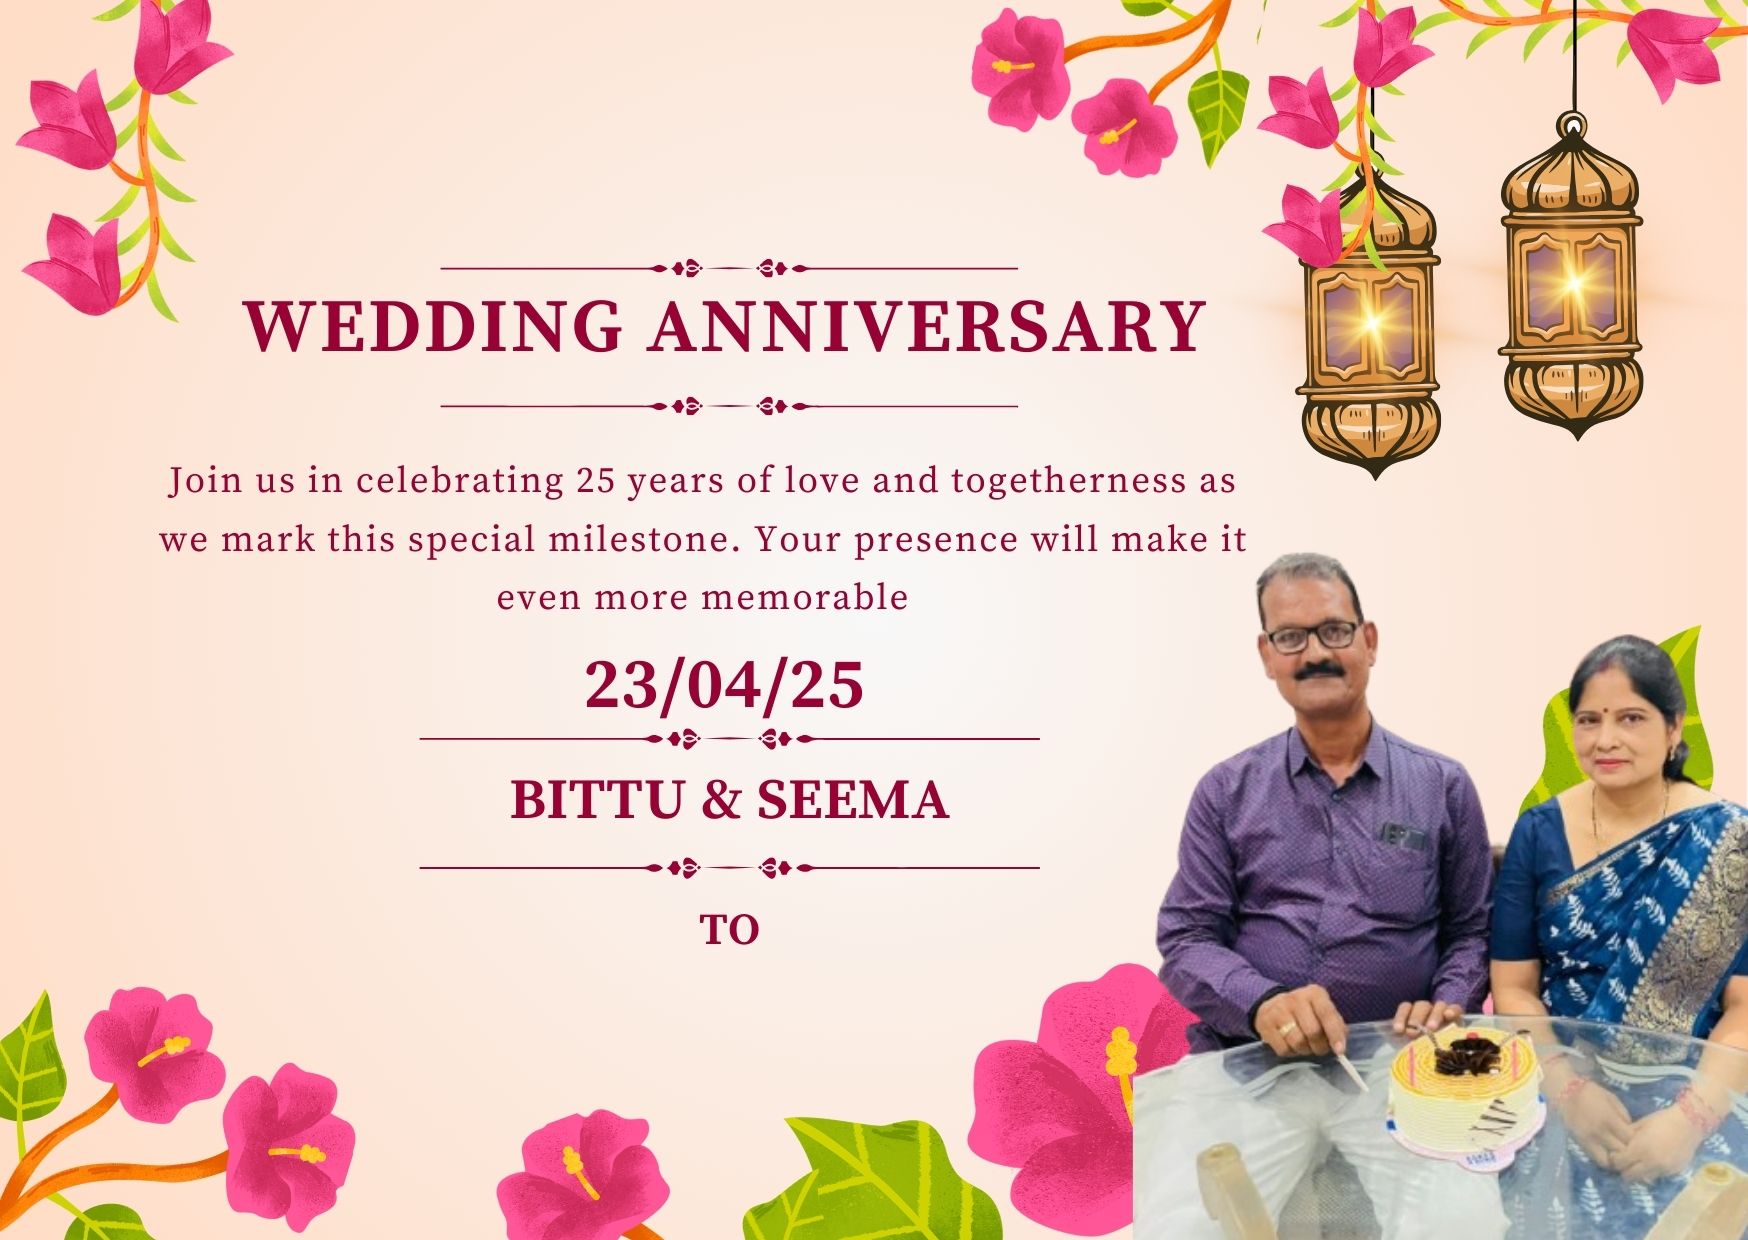 WEDDING ANNIVERSARY
Join us in celebrating 25 years of love and togetherness as
we mark this special milestone. Your presence will make it
even more memorable
23/04/25
BITTU & SEEMA
TO